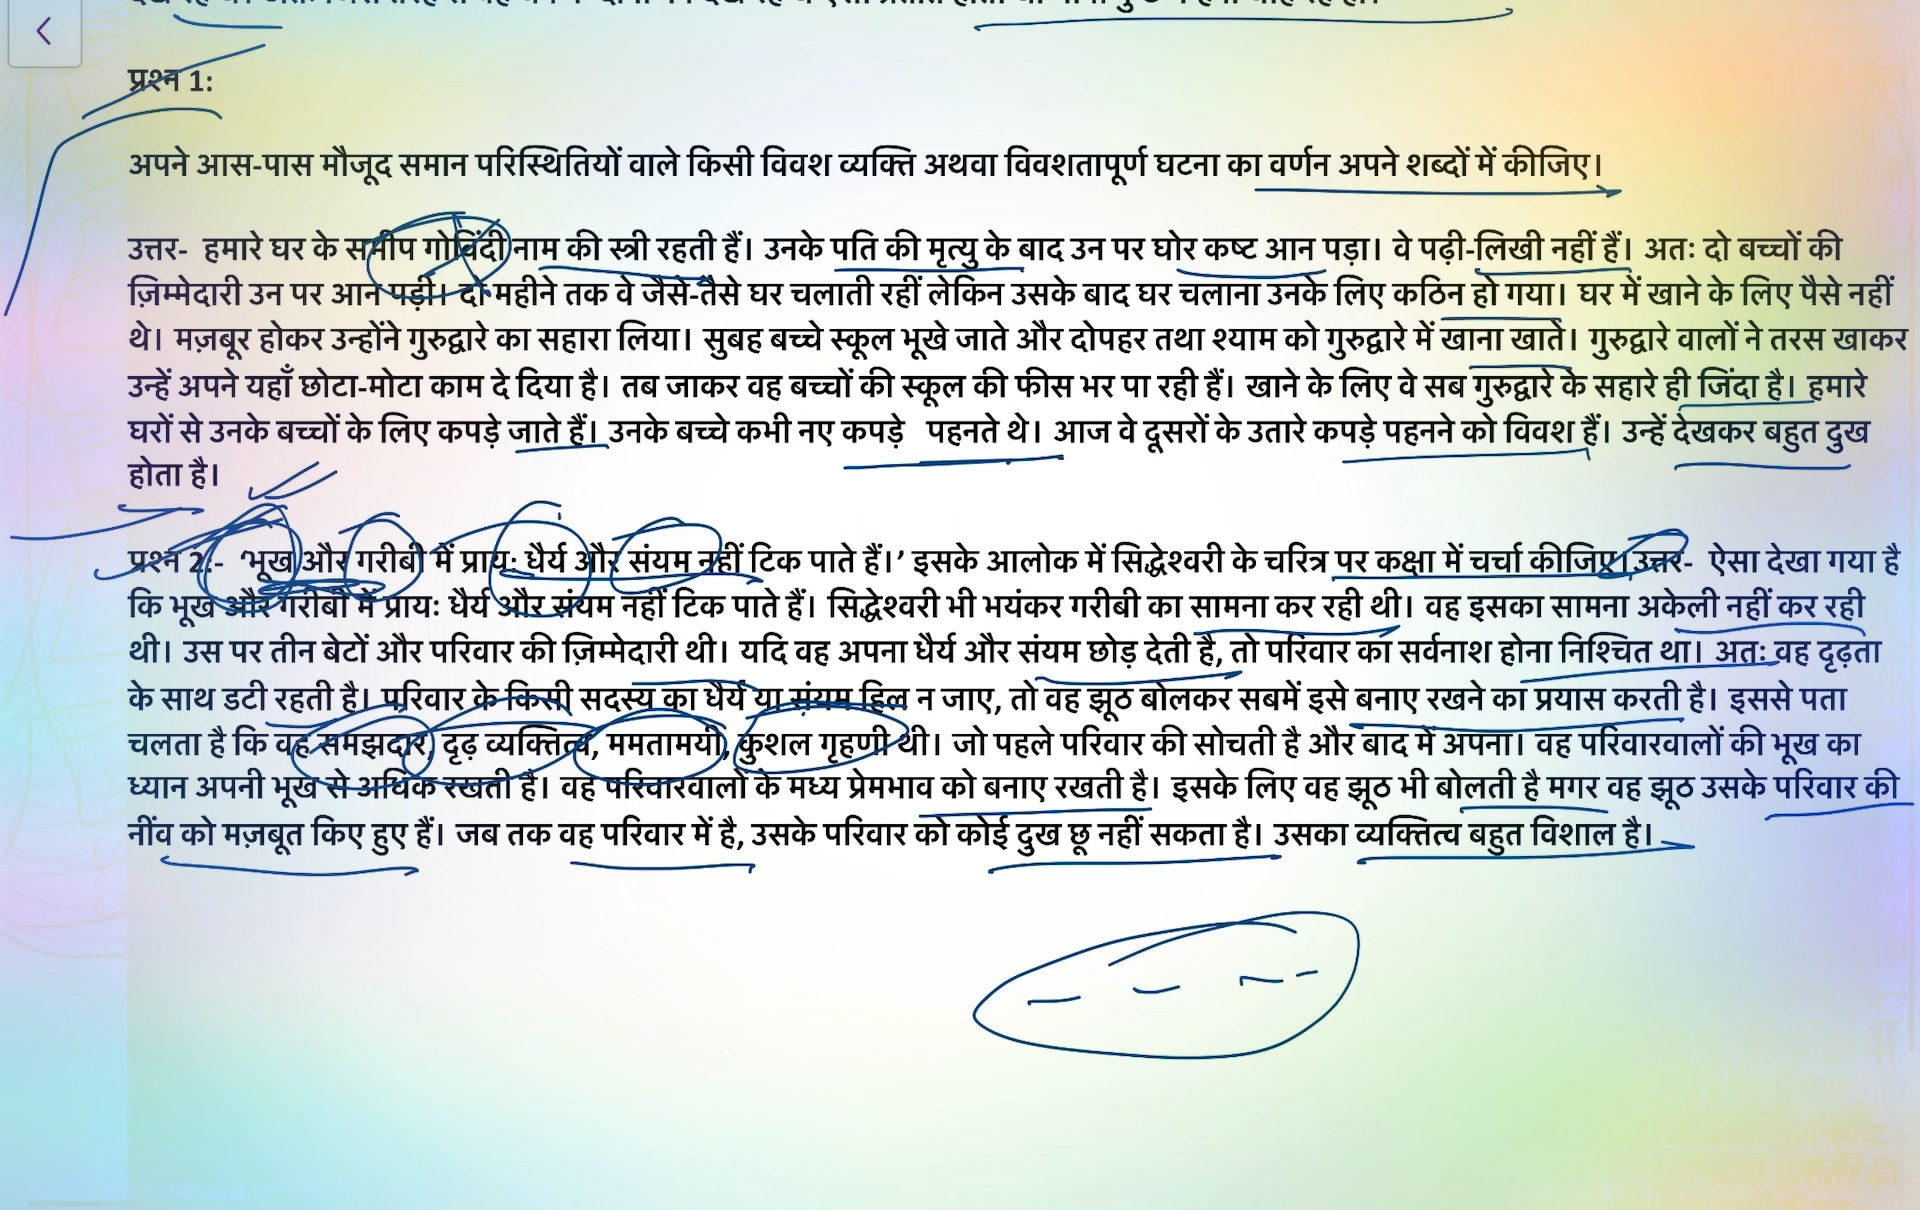 प्रश्न 1:
अपने आस-पास मौजूद समान परिस्थितियों वाले किसी विवश व्यक्ति अथवा विवशतापूर्ण घटना का वर्णन अपने शब्दों में कीजिए।
उत्तर- हमारे घर के समीप गोविंदी नाम की स्त्री रहती हैं। उनके पति की मृत्यु के बाद उन पर घोर कष्ट आन पड़ा। वे पढ़ी-लिखी नहीं हैं। अतः दो बच्चों की
ज़िम्मेदारी उन पर आन पड़ी। दो महीने तक वे जैसे-तैसे घर चलाती रहीं लेकिन उसके बाद घर चलाना उनके लिए कठिन हो गया। घर में खाने के लिए पैसे नहीं
थे। मज़बूर होकर उन्होंने गुरुद्वारे का सहारा लिया। सुबह बच्चे स्कूल भूखे जाते और दोपहर तथा श्याम को गुरुद्वारे में खाना खाते। गुरुद्वारे वालों ने तरस खाकर
उन्हें अपने यहाँ छोटा-मोटा काम दे दिया है। तब जाकर वह बच्चों की स्कूल की फीस भर पा रही हैं। खाने के लिए वे सब गुरुद्वारे के सहारे ही जिंदा है। हमारे
घरों से उनके बच्चों के लिए कपड़े जाते हैं। उनके बच्चे कभी नए कपड़े पहनते थे। आज वे दूसरों के उतारे कपड़े पहनने को विवश हैं। उन्हें देखकर बहुत दुख
होता है।
प्रश्न 2:- ‘भूख और गरीबी में प्रायः धैर्य और संयम नहीं टिक पाते हैं।’ इसके आलोक में सिद्धेश्वरी के चरित्र पर कक्षा में चर्चा कीजिए।उत्तर- ऐसा देखा गया है
कि भूख और गरीबी में प्रायः धैर्य और संयम नहीं टिक पाते हैं। सिद्धेश्वरी भी भयंकर गरीबी का सामना कर रही थी। वह इसका सामना अकेली नहीं कर रही
थी। उस पर तीन बेटों और परिवार की ज़िम्मेदारी थी। यदि वह अपना धैर्य और संयम छोड़ देती है, तो परिवार का सर्वनाश होना निश्चित था। अतः वह दृढ़ता
के साथ डटी रहती है। परिवार के किसी सदस्य का धैर्य या संयम हिल न जाए, तो वह झूठ बोलकर सबमें इसे बनाए रखने का प्रयास करती है। इससे पता
चलता है कि वह समझदार, दृढ़ व्यक्तित्व, ममतामयी, कुशल गृहणी थी। जो पहले परिवार की सोचती है और बाद में अपना। वह परिवारवालों की भूख का
ध्यान अपनी भूख से अधिक रखती है। वह परिवारवालों के मध्य प्रेमभाव को बनाए रखती है। इसके लिए वह झूठ भी बोलती है मगर वह झूठ उसके परिवार की
नींव को मज़बूत किए हुए हैं। जब तक वह परिवार में है, उसके परिवार को कोई दुख छू नहीं सकता है। उसका व्यक्तित्व बहुत विशाल है।